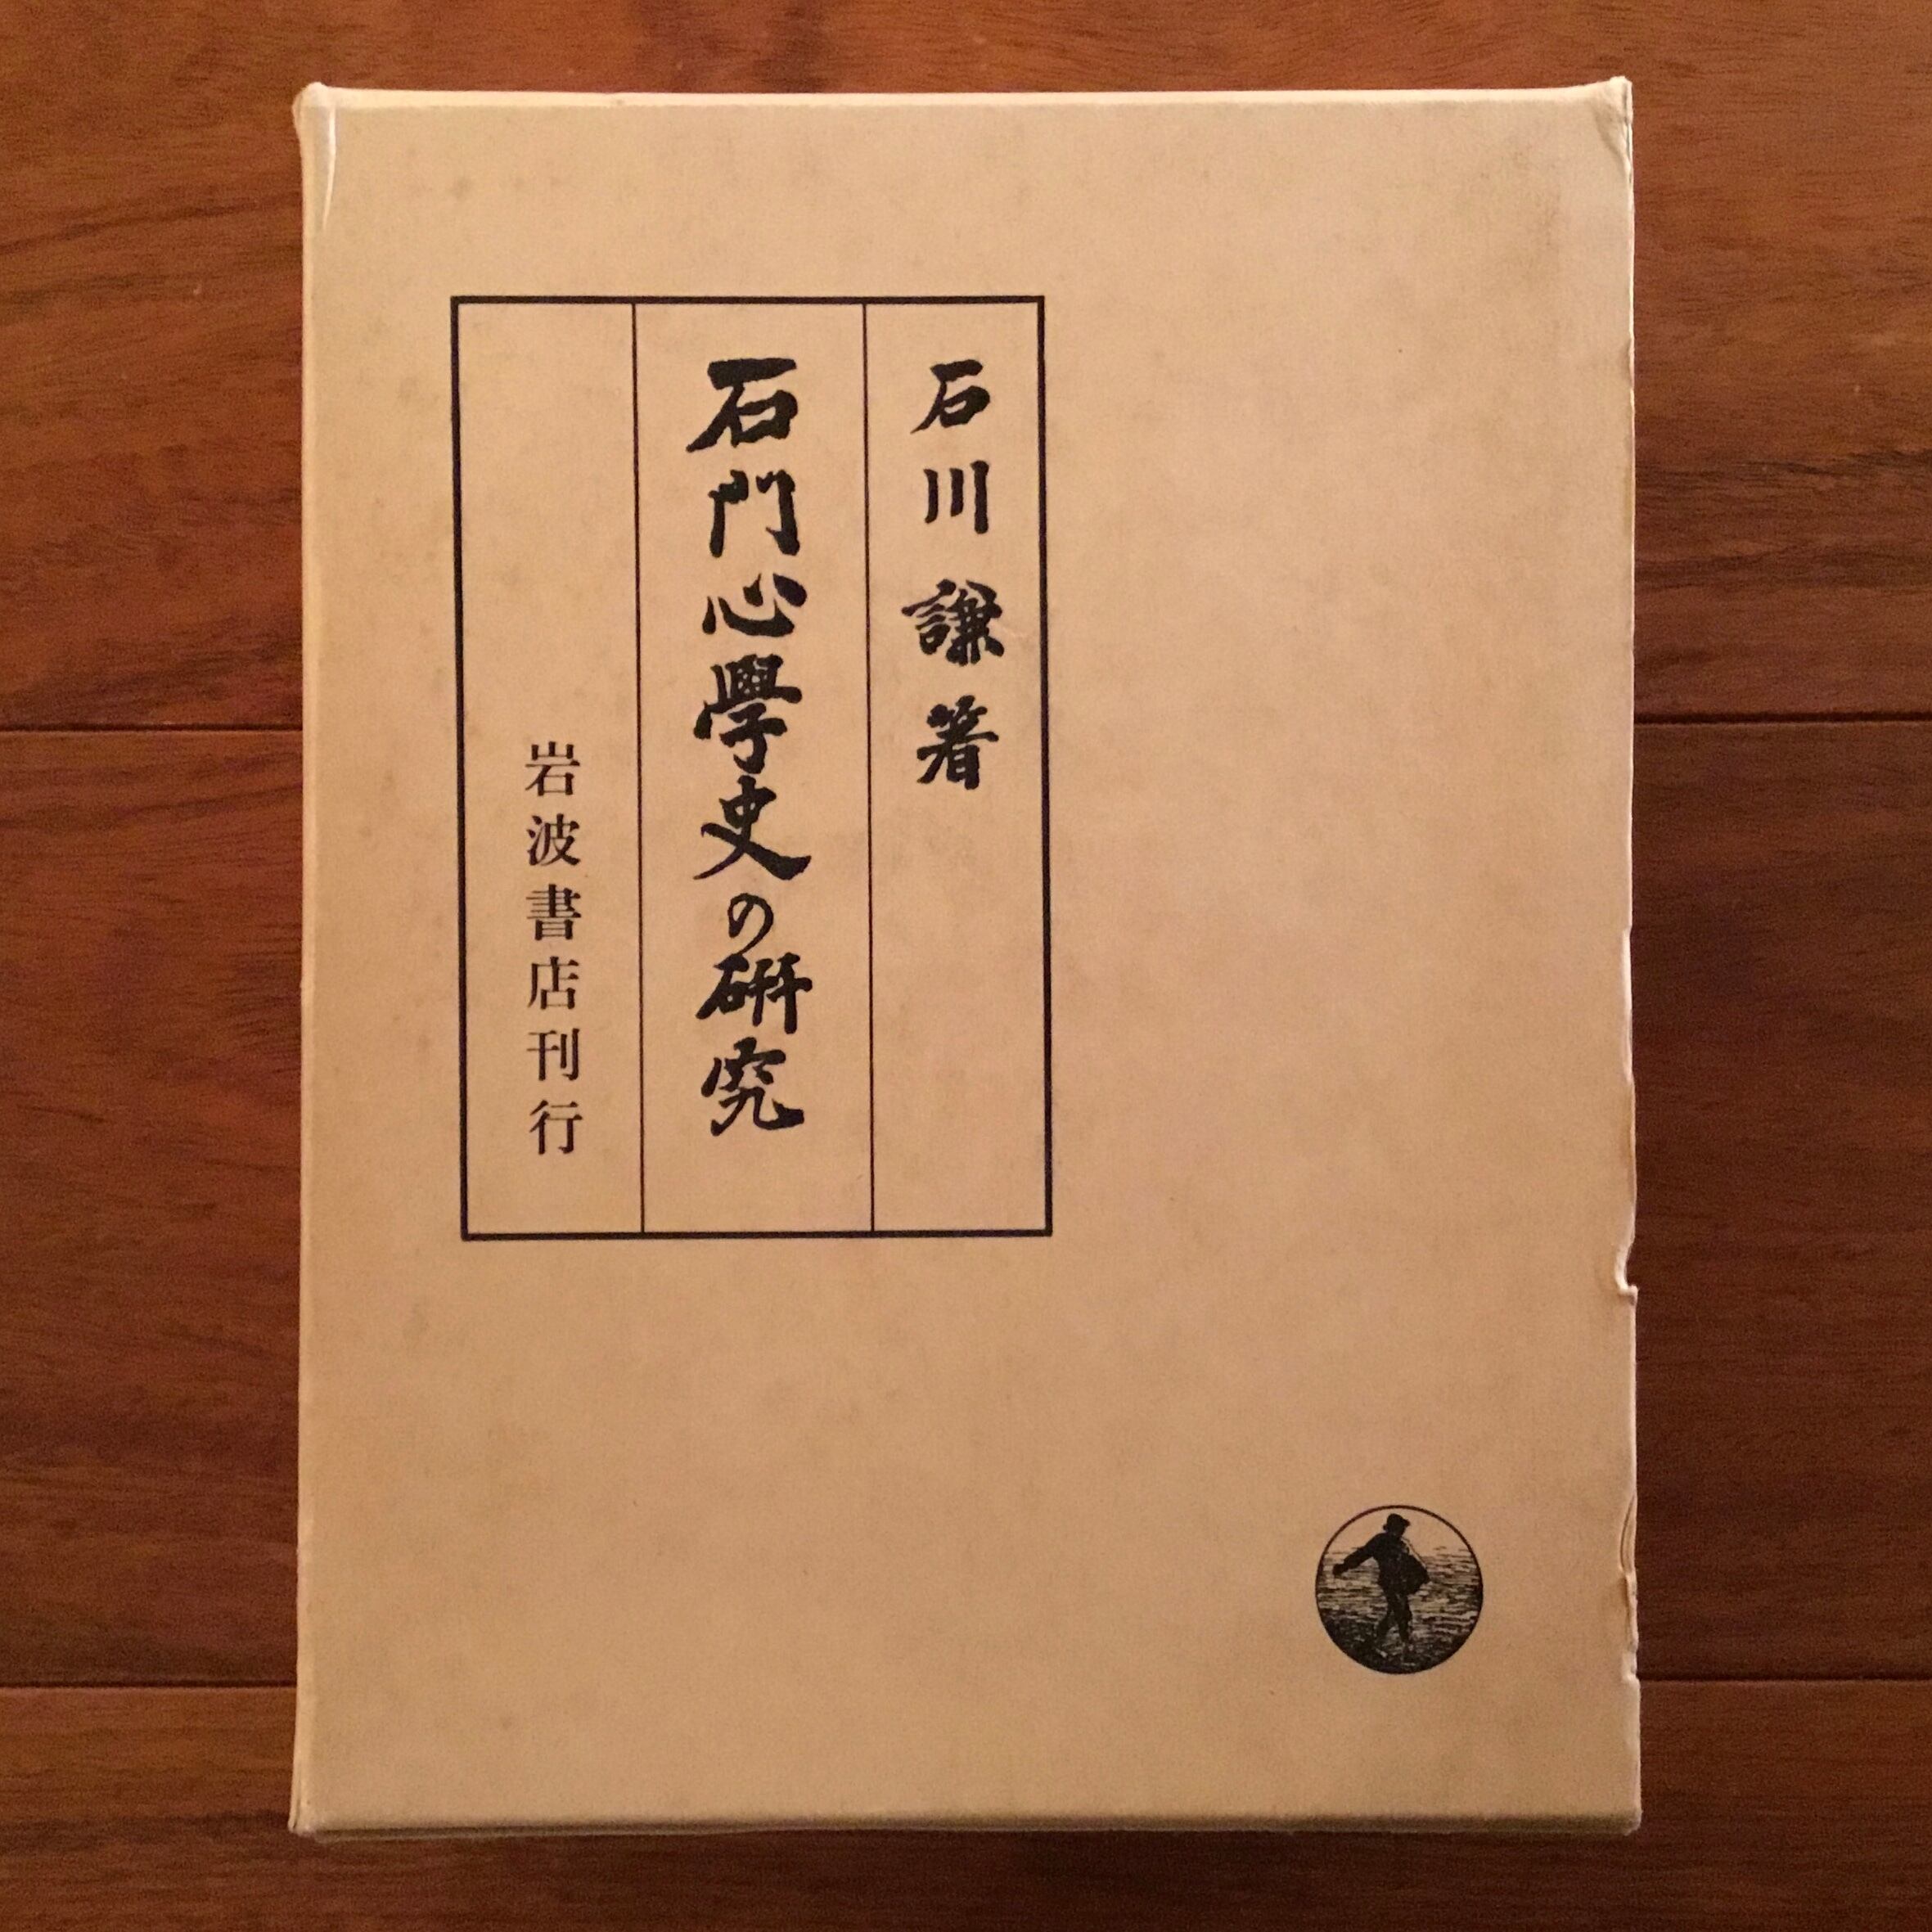 石川謙著
石門心學史の研究
岩波書店刊行